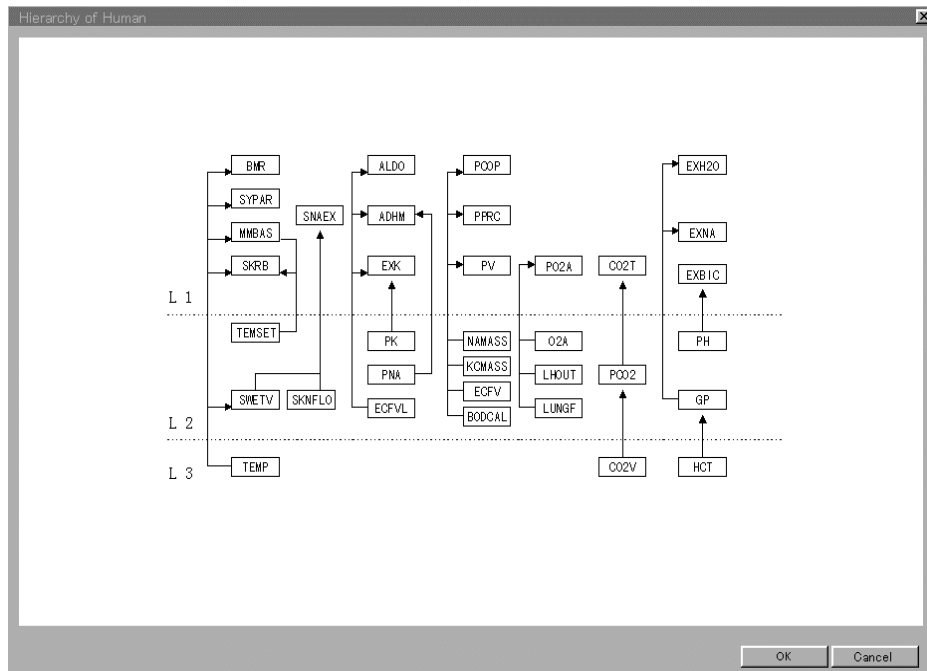 Hierarchy of Human
BMR ALDO POOP EXH2O
SYPAR
SNAEX ADHM PPRC
MMBAS EXNA
SKRB EXK PV PO2A CO2T
EXBIC
L 1
TEMSET PK NAMASS O2A PH
KCMASS
PNA LHOUT PCO2
ECFV
SWETV SKNFLO ECFVL LUNGF GP
BODCAL
L 2
TEMP CO2V HCT
L 3
OK Cancel